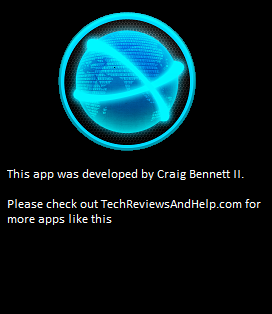 This app was developed by Craig Bennett II.
Please check out TechReviewsAndHelp.com for
more apps like this